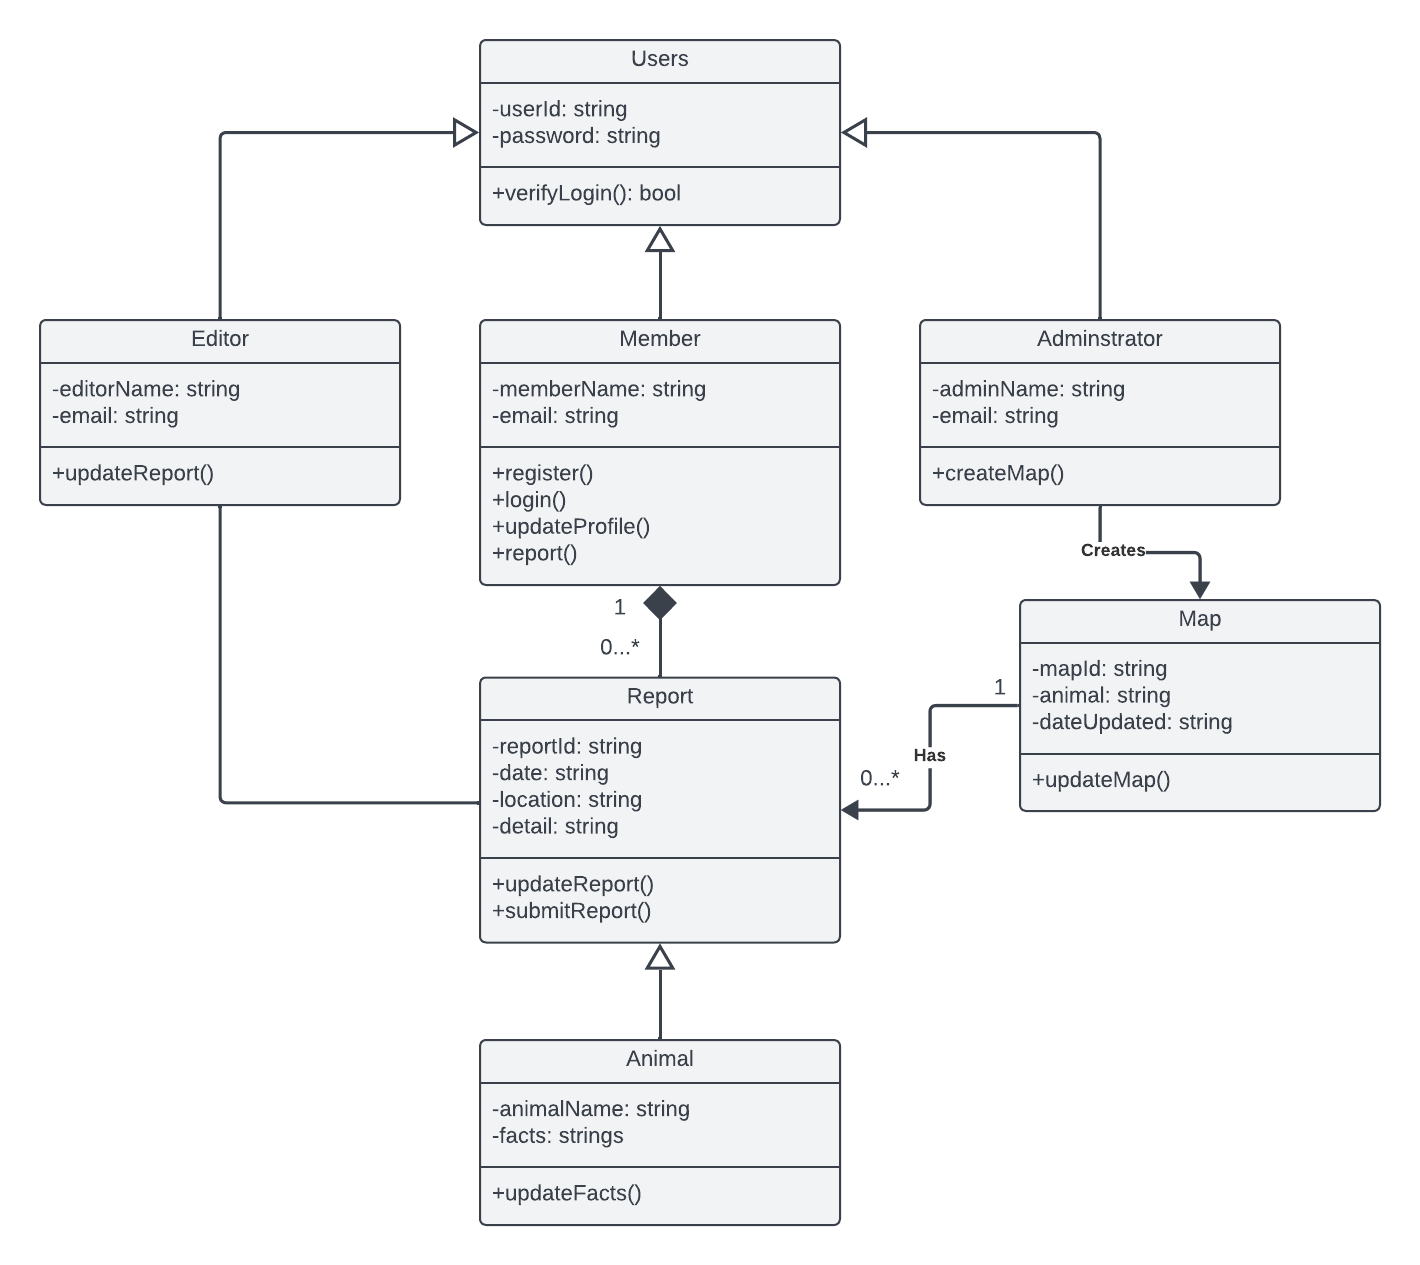 Users
-userId: string
-password: string
+verifyLogin(): bool
Editor
-editorName: string
-email: string
+updateReport()
Member
-memberName: string
-email: string
+register()
+login()
+updateProfile()
+report()
Adminstrator
-adminName: string
-email: string
+createMap()
Creates
1
0...*
Map
-mapId: string
-animal: string
-dateUpdated: string
+updateMap()
1
Has
0...*
Report
-reportId: string
-date: string
-location: string
-detail: string
+updateReport()
+submitReport()
Animal
-animalName: string
-facts: strings
+updateFacts()